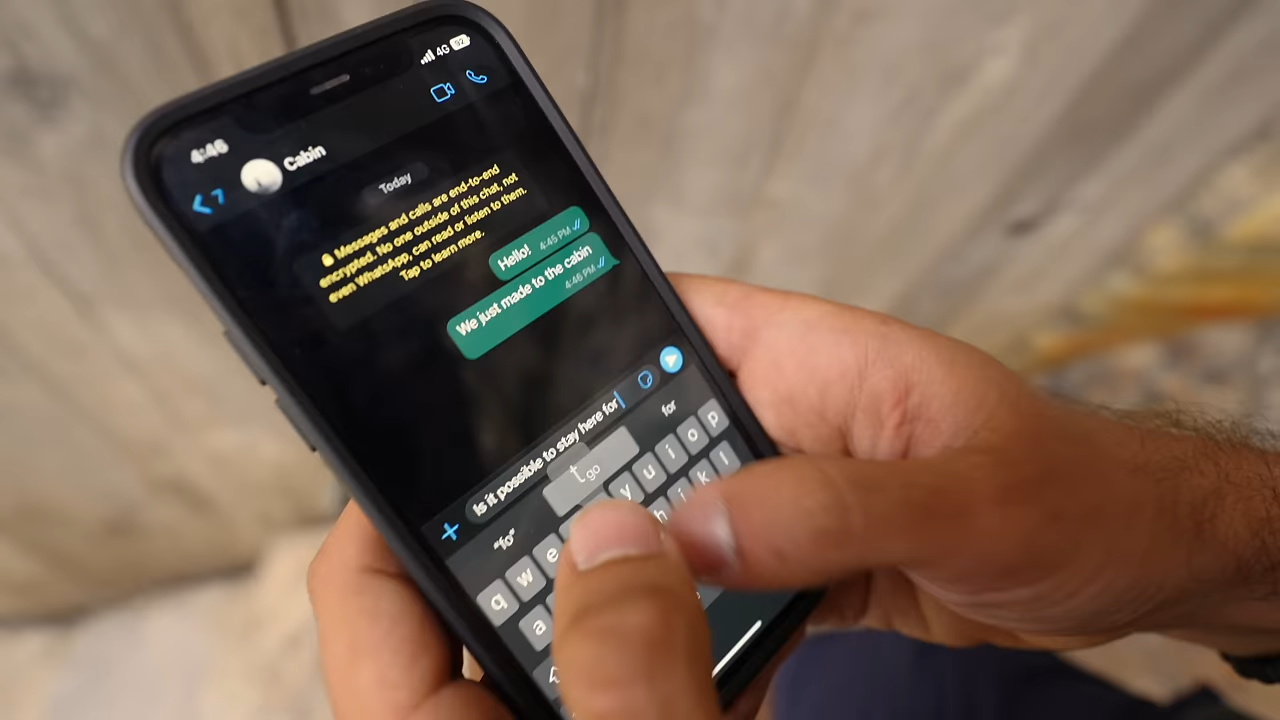 4G 92
4:46
7 Cabin
Today
Messages and calls are end-to-end
encrypted. No one outside of this chat, not
even WhatsApp, can read or listen to them.
Tap to learn more.
Hello! 4:45 PM
We just made to the cabin
4:46 PM
Is it possible to stay here for
"fo" go for
t
q w e y u i o p
a h j k l